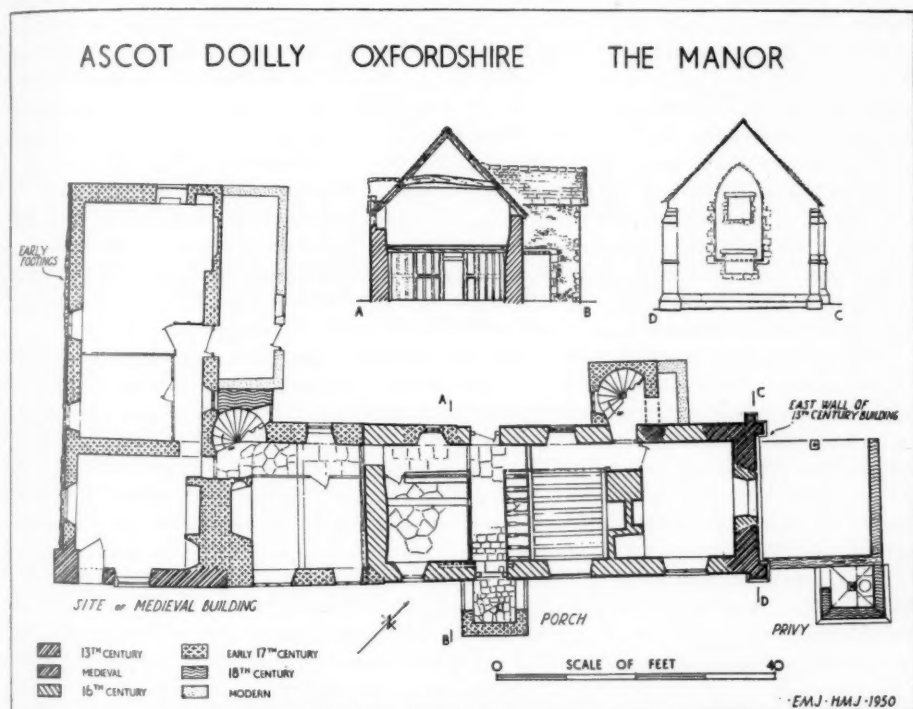 ASCOT DOILLY OXFORDSHIRE THE MANOR
A
B
D
C
EARLY
FOOTINGS
A
C
EAST WALL OF
13TH CENTURY BUILDING
SITE OF MEDIEVAL BUILDING
B
PORCH
D
PRIVY
13TH CENTURY
MEDIEVAL
16TH CENTURY
EARLY 17TH CENTURY
18TH CENTURY
MODERN
0 SCALE OF FEET 40
·EMJ·HMJ·1950